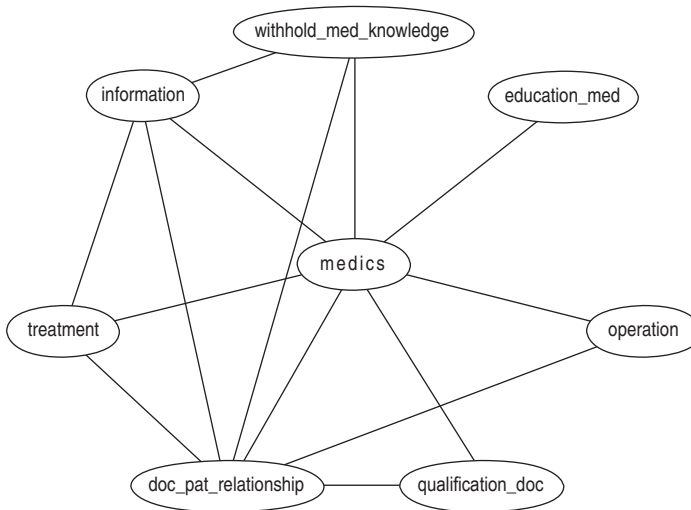 withhold_med_knowledge
information
education_med
medics
treatment
operation
doc_pat_relationship
qualification_doc